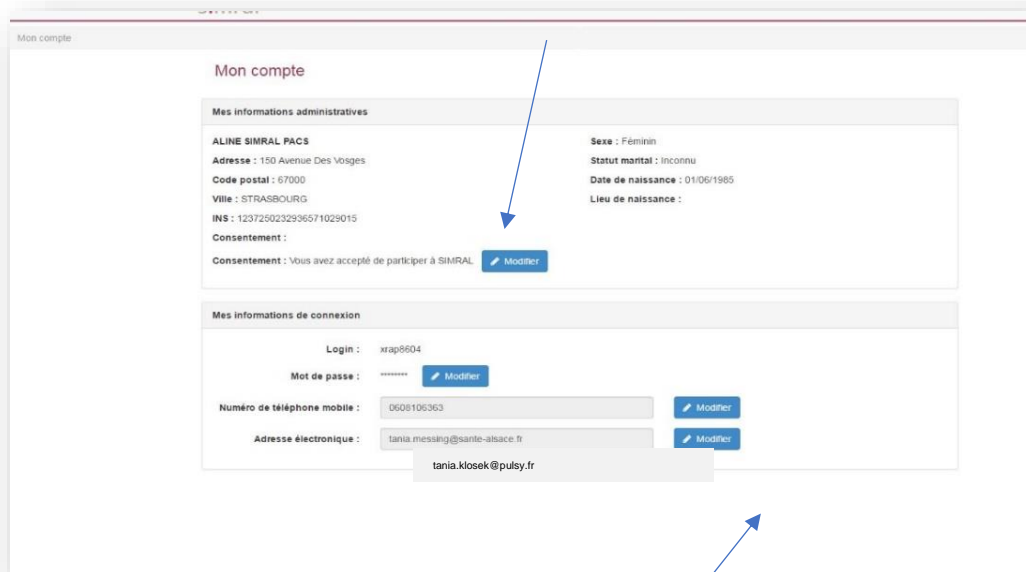 Mon compte
Mon compte
Mes informations administratives
ALINE SIMRAL PACS
Adresse : 150 Avenue Des Vosges
Code postal : 67000
Ville : STRASBOURG
INS : 1237250232936571029015
Consentement :
Consentement : Vous avez accepté de participer à SIMRAL Modifier
Sexe : Féminin
Statut marital : Inconnu
Date de naissance : 01/06/1985
Lieu de naissance :
Mes informations de connexion
Login : xrap8604
Mot de passe : ******** Modifier
Numéro de téléphone mobile : 0608106363 Modifier
Adresse électronique : tania.messing@sante-alsace.fr Modifier
tania.klosek@pulsy.fr